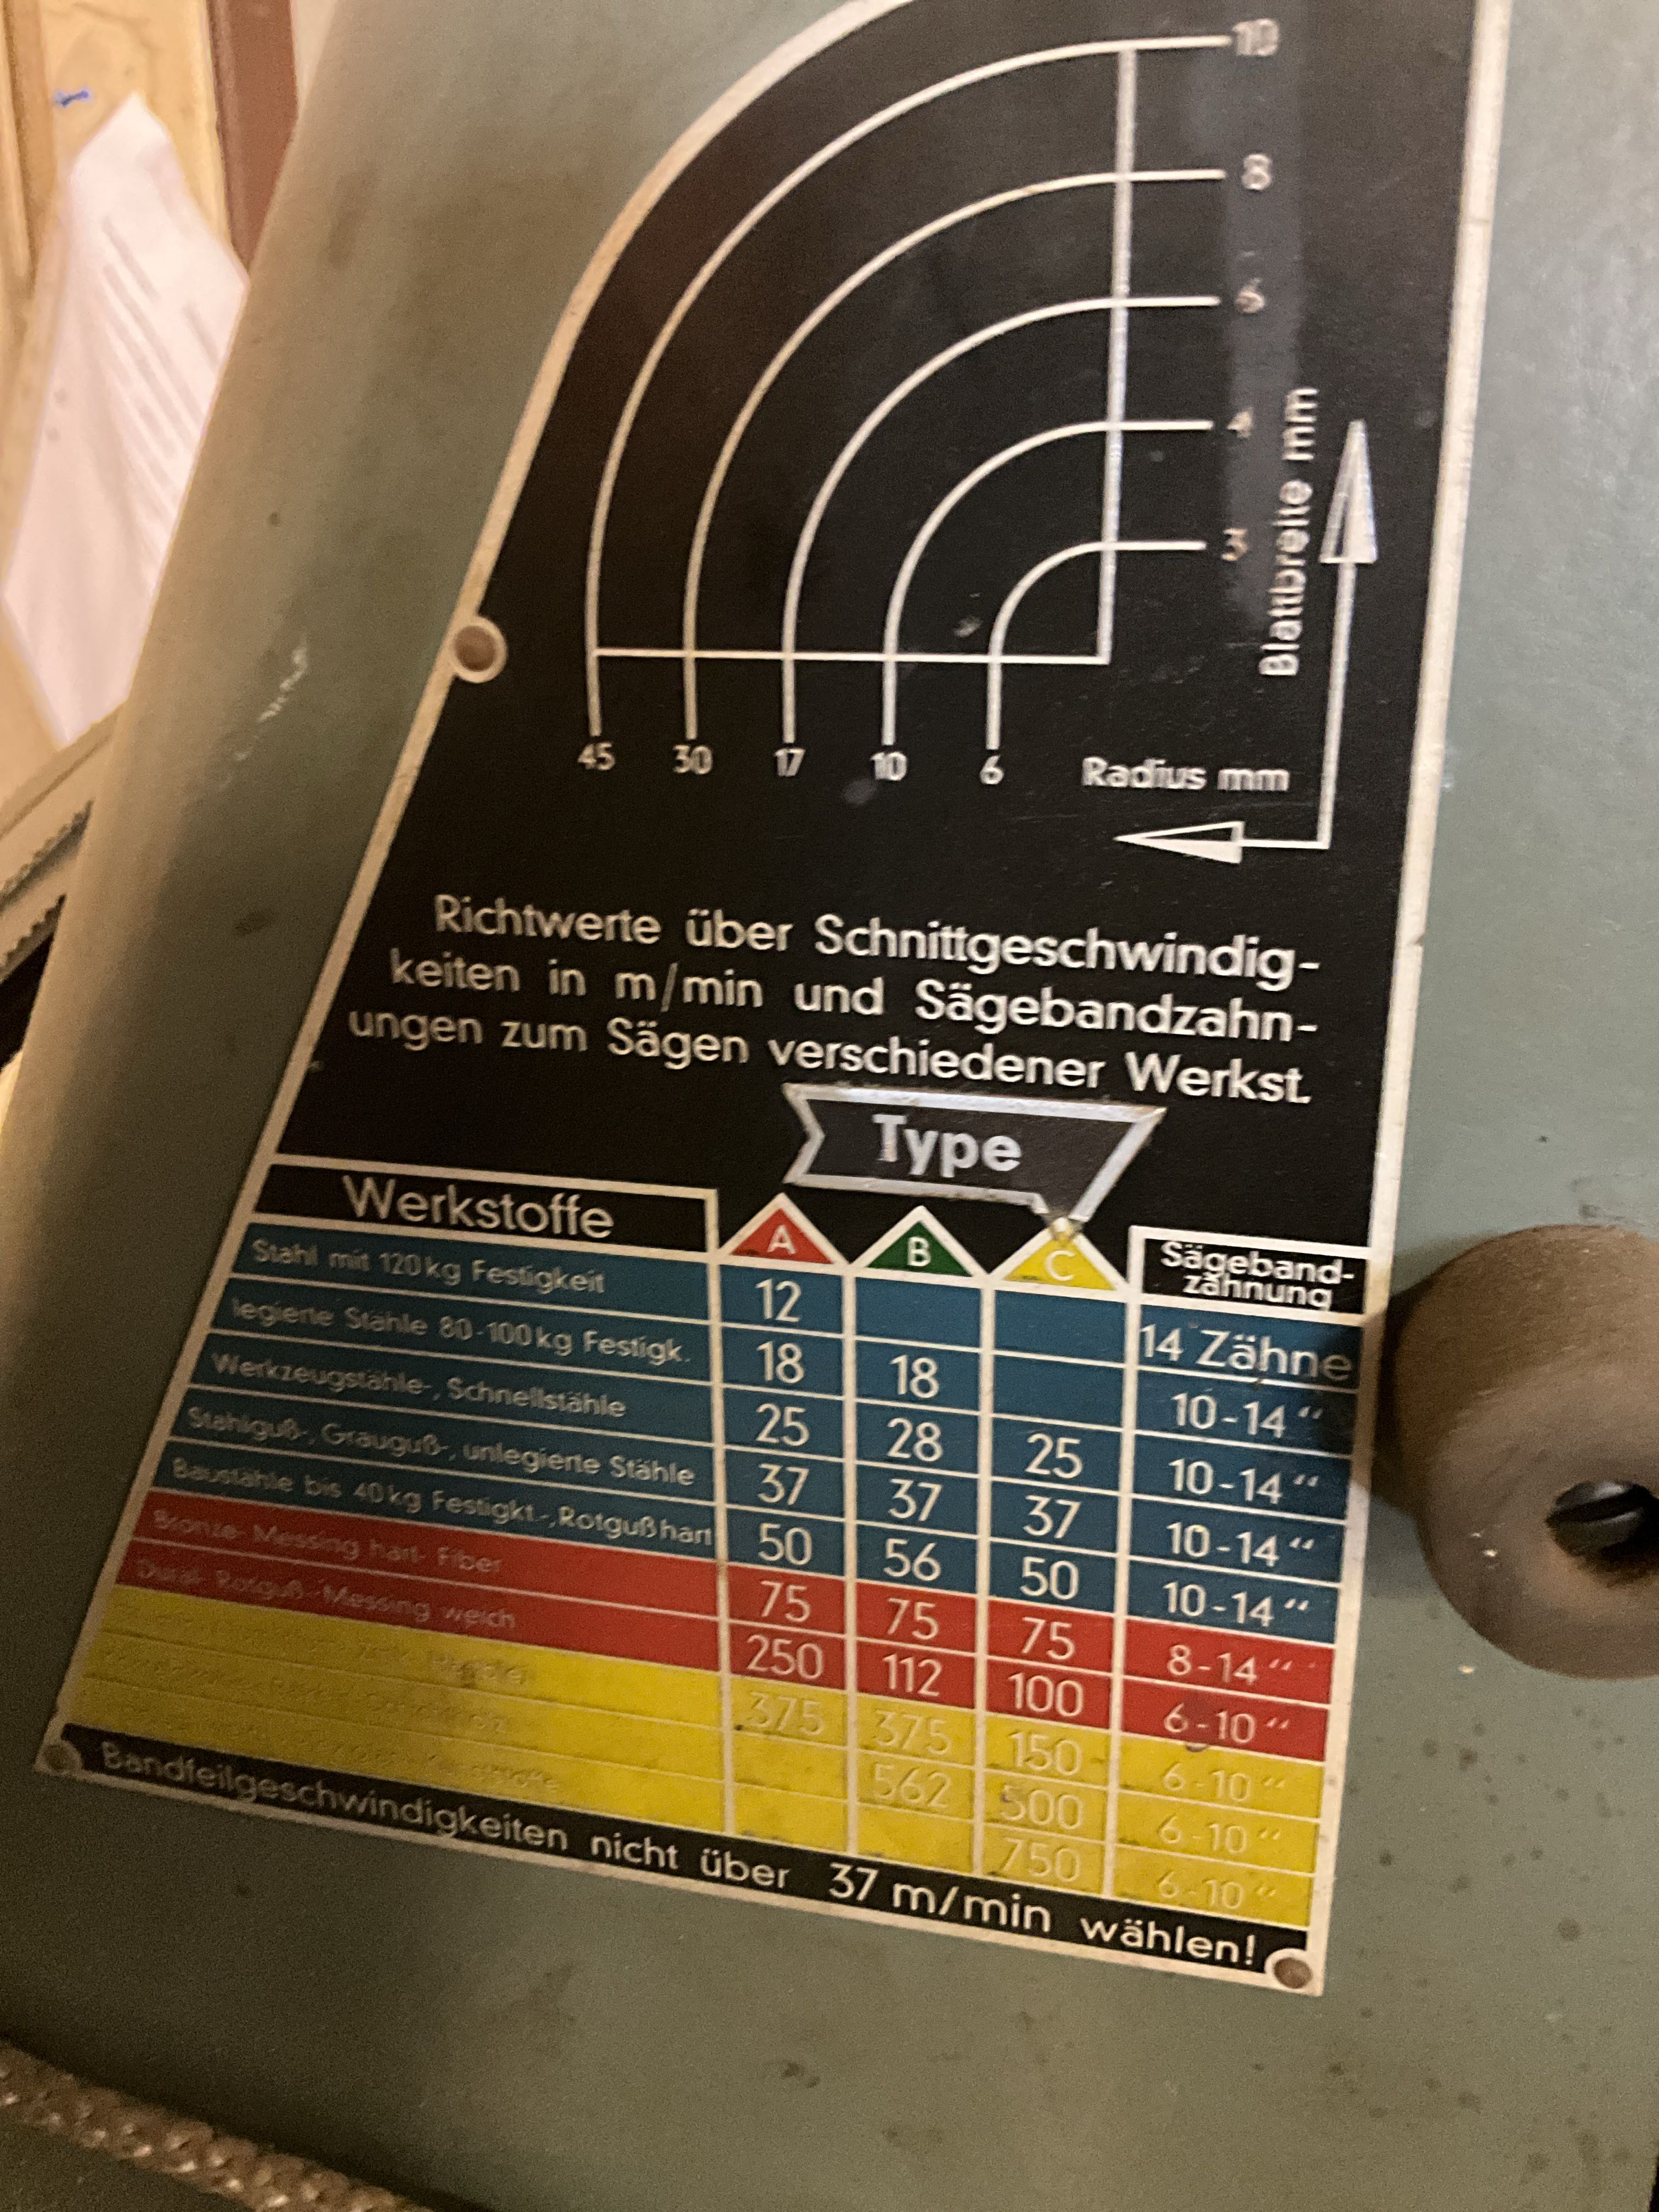 10
8
6
4
3
Blattbreite mm
45 30 17 10 6 Radius mm
Richtwerte über Schnittgeschwindig-
keiten in m/min und Sägebandzahn-
ungen zum Sägen verschiedener Werkst.
Type
Werkstoffe A B C Sägeband-
zahnung
Stahl mit 120 kg Festigkeit 12 14 Zähne
legierte Stähle 80-100 kg Festigk. 18 18 10-14 "
Werkzeugstähle-, Schnellstähle 25 28 25 10-14 "
Stahlguß-, Grauguß-, unlegierte Stähle 37 37 37 10-14 "
Baustähle bis 40 kg Festigkt.-, Rotguß hart 50 56 50 10-14 "
Bronze- Messing hart- Fiber 75 75 75 8-14 "
Dural- Rotguß- Messing weich 250 112 100 6-10 "
375 375 150 6-10 "
562 500 6-10 "
750 6-10 "
Bandfeilgeschwindigkeiten nicht über 37 m/min wählen!